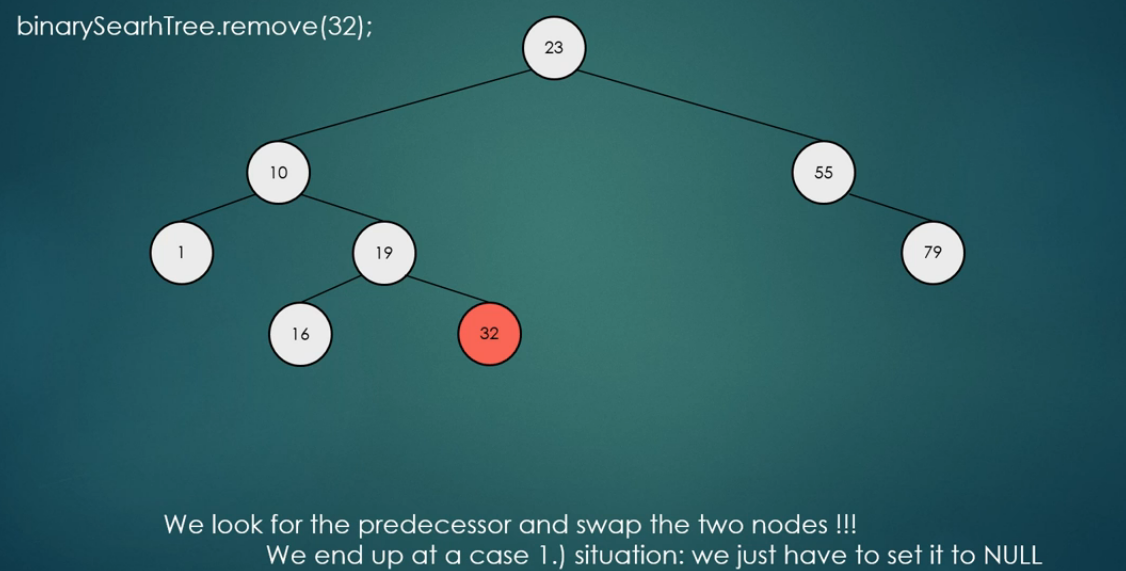 binarySearhTree.remove(32);
23
10
55
1
19
79
16
32
We look for the predecessor and swap the two nodes !!!
We end up at a case 1.) situation: we just have to set it to NULL